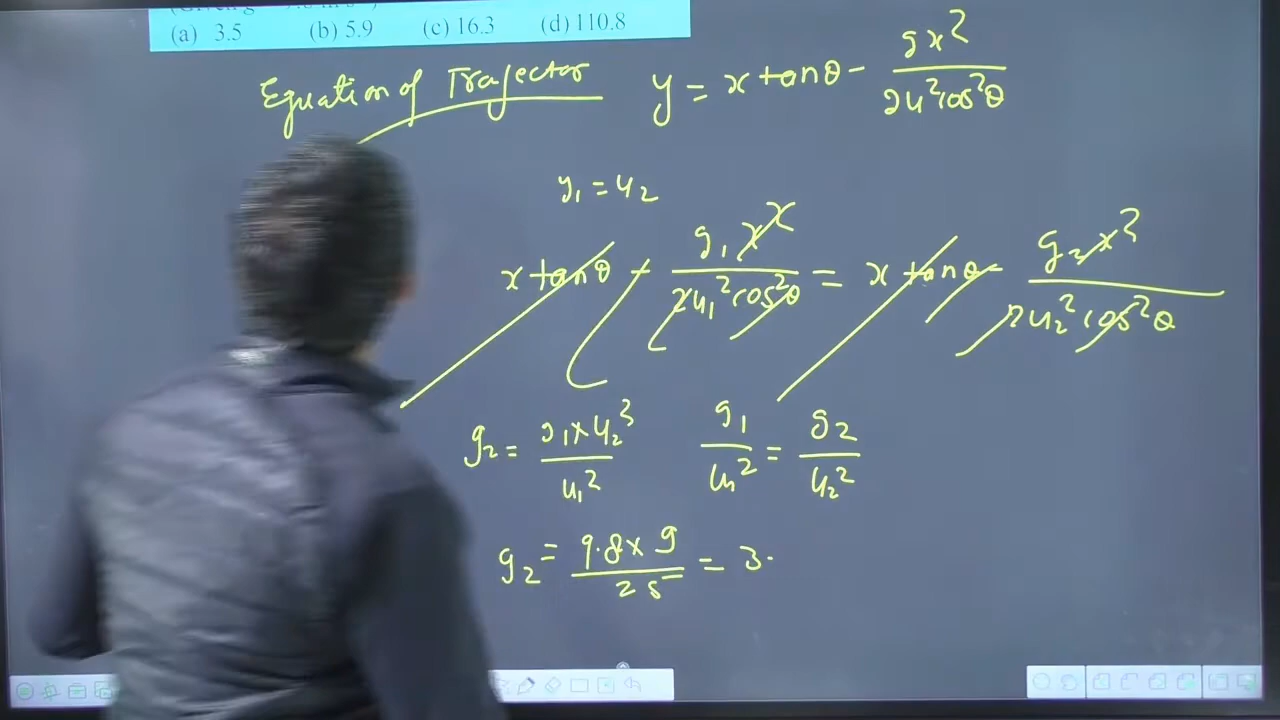 (a) 3.5 (b) 5.9 (c) 16.3 (d) 110.8
Equation of Trajector y = x tanθ - gx² / 2u²cos²θ
y₁ = y₂
x tanθ - g₁x² / 2u₁²cos²θ = x tanθ - g₂x² / 2u₂²cos²θ
g₂ = g₁×u₂² / u₁² g₁ / u₁² = g₂ / u₂²
g₂ = 9.8×9 / 25 = 3.